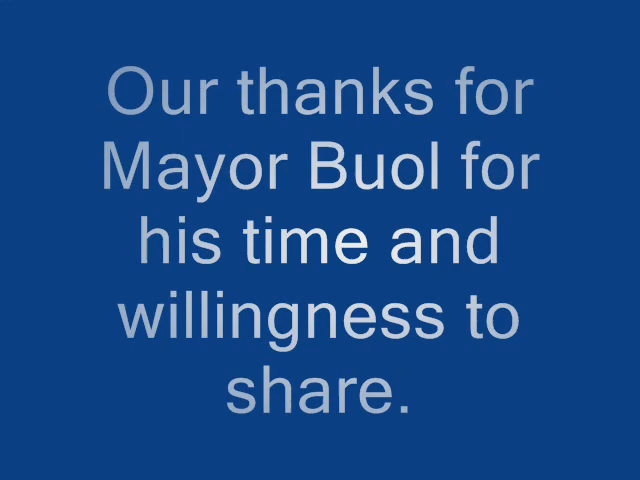 Our thanks for
Mayor Buol for
his time and
willingness to
share.